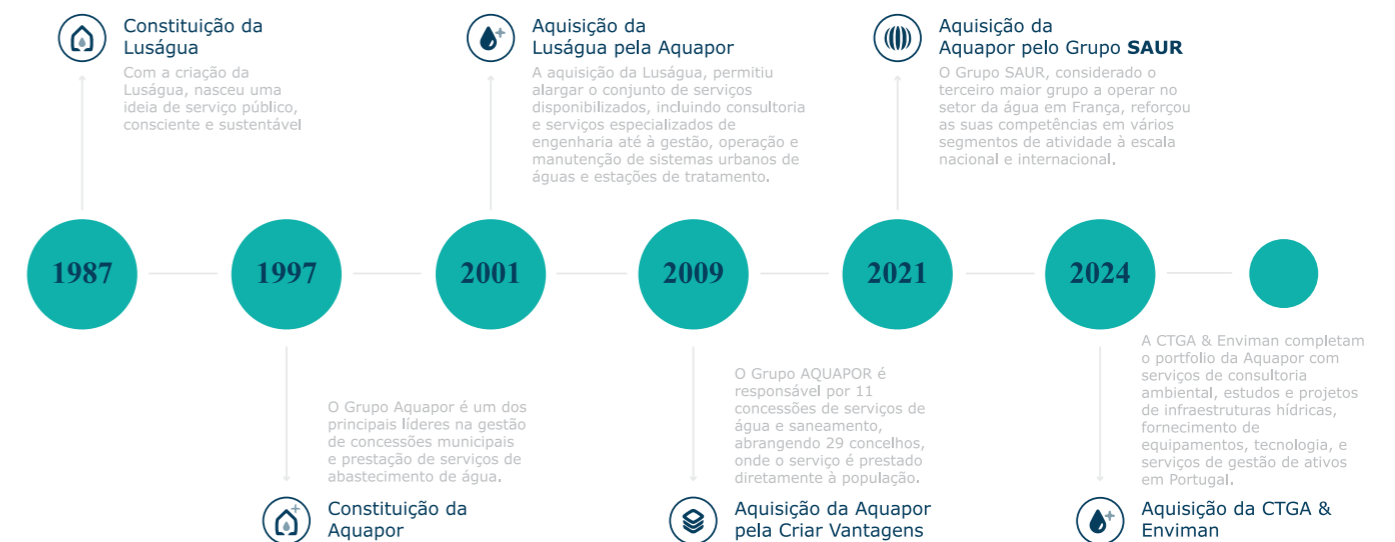 Constituição da
Luságua
Com a criação da
Luságua, nasceu uma
ideia de serviço público,
consciente e sustentável
Aquisição da
Luságua pela Aquapor
A aquisição da Luságua, permitiu
alargar o conjunto de serviços
disponibilizados, incluindo consultoria
e serviços especializados de
engenharia até à gestão, operação e
manutenção de sistemas urbanos de
águas e estações de tratamento.
Aquisição da
Aquapor pelo Grupo SAUR
O Grupo SAUR, considerado o
terceiro maior grupo a operar no
setor da água em França, reforçou
as suas competências em vários
segmentos de atividade à escala
nacional e internacional.
1987
1997
2001
2009
2021
2024
O Grupo Aquapor é um dos
principais líderes na gestão
de concessões municipais
e prestação de serviços de
abastecimento de água.
Constituição da
Aquapor
O Grupo AQUAPOR é
responsável por 11
concessões de serviços de
água e saneamento,
abrangendo 29 concelhos,
onde o serviço é prestado
diretamente à população.
Aquisição da Aquapor
pela Criar Vantagens
A CTGA & Enviman completam
o portfolio da Aquapor com
serviços de consultoria
ambiental, estudos e projetos
de infraestruturas hídricas,
fornecimento de
equipamentos, tecnologia, e
serviços de gestão de ativos
em Portugal.
Aquisição da CTGA &
Enviman